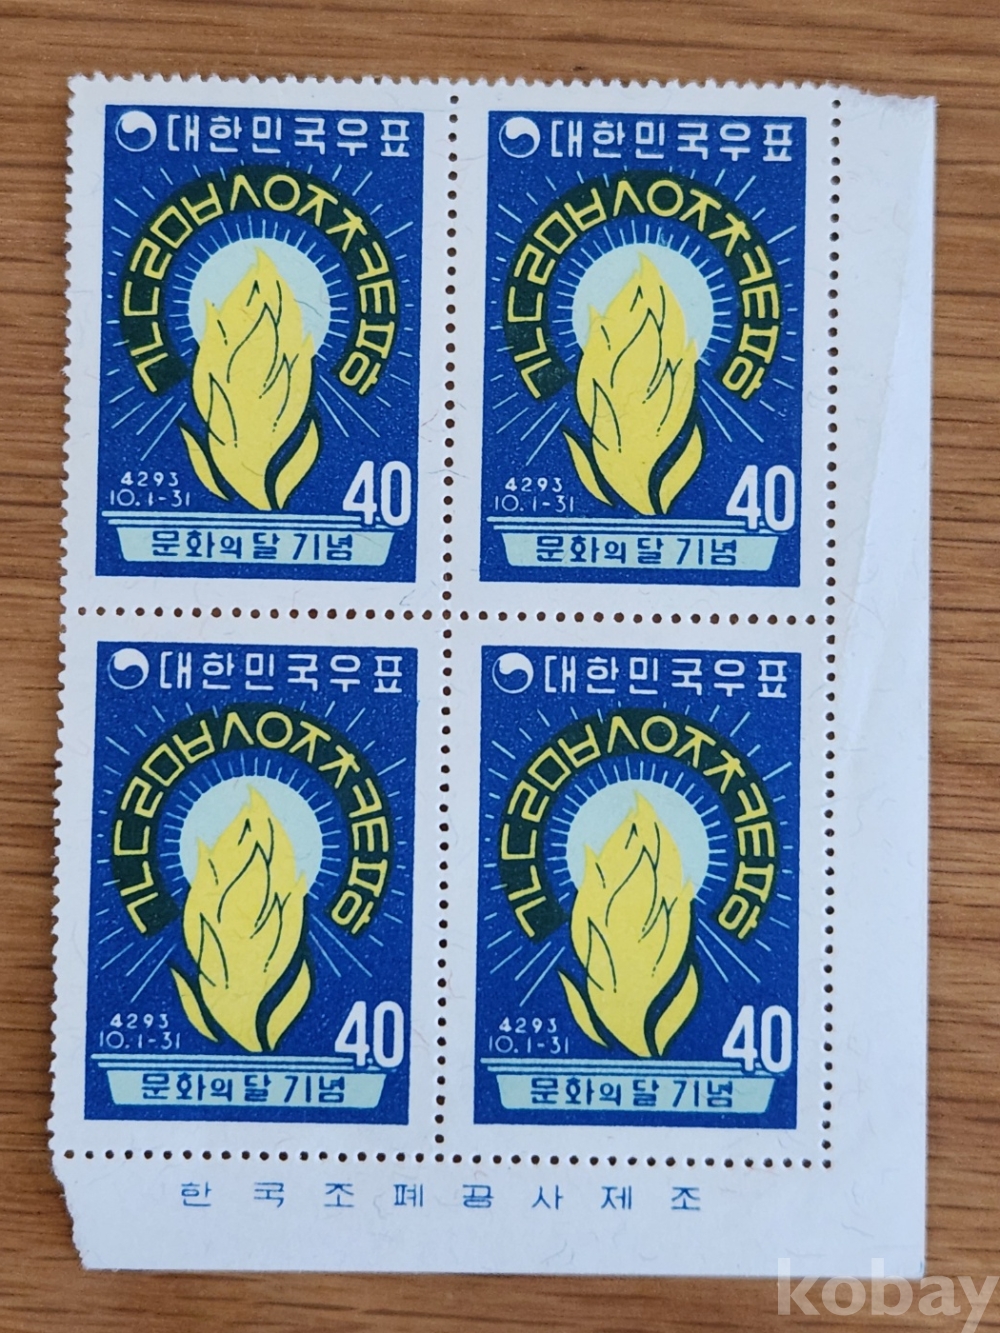 대한민국우표
ㄱㄴㄷㄹㅁㅂㅅㅇㅈㅊㅋㅌㅍㅎ
4293
10.1-31
40
문화의 달 기념
대한민국우표
ㄱㄴㄷㄹㅁㅂㅅㅇㅈㅊㅋㅌㅍㅎ
4293
10.1-31
40
문화의 달 기념
대한민국우표
ㄱㄴㄷㄹㅁㅂㅅㅇㅈㅊㅋㅌㅍㅎ
4293
10.1-31
40
문화의 달 기념
대한민국우표
ㄱㄴㄷㄹㅁㅂㅅㅇㅈㅊㅋㅌㅍㅎ
4293
10.1-31
40
문화의 달 기념
한국조폐공사제조
kobay